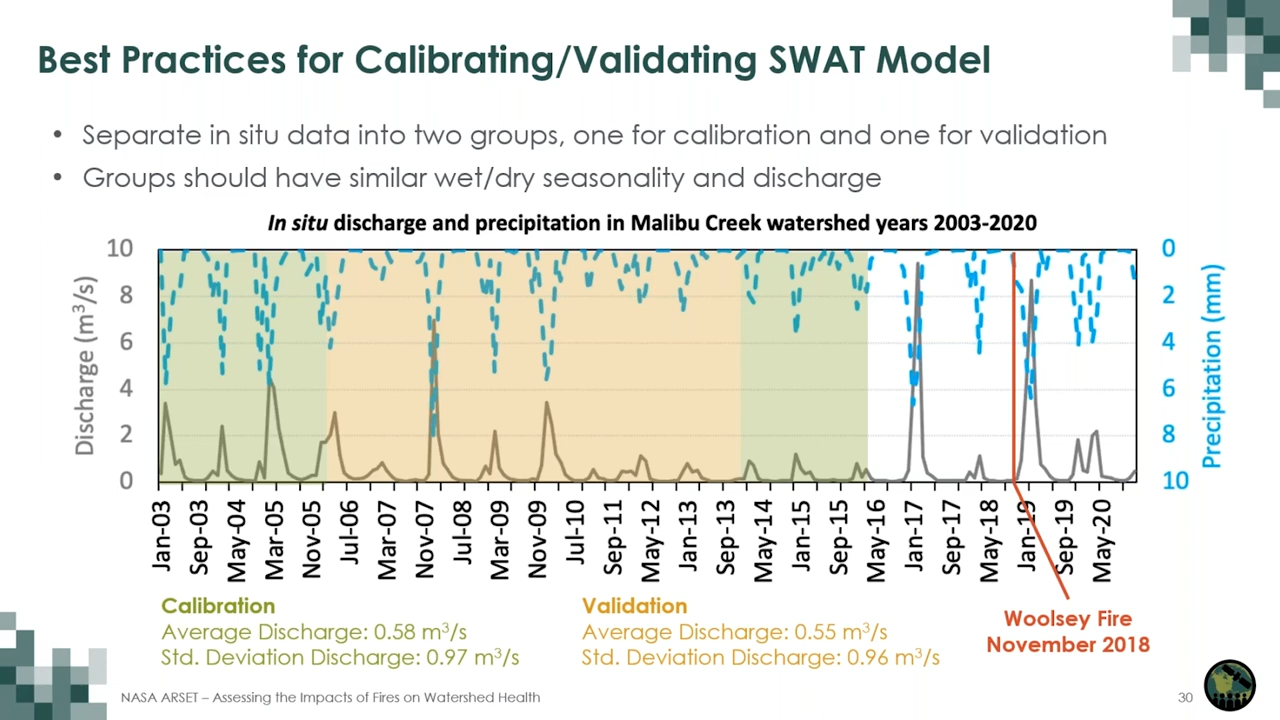 Best Practices for Calibrating/Validating SWAT Model
• Separate in situ data into two groups, one for calibration and one for validation
• Groups should have similar wet/dry seasonality and discharge
In situ discharge and precipitation in Malibu Creek watershed years 2003-2020
Discharge (m³/s)
10
8
6
4
2
0
0
2
4
6
8
10
Precipitation (mm)
Jan-03
Sep-03
May-04
Mar-05
Nov-05
Jul-06
Mar-07
Nov-07
Jul-08
Mar-09
Nov-09
Jul-10
Sep-11
May-12
Jan-13
Sep-13
May-14
Jan-15
Sep-15
May-16
Jan-17
Sep-17
May-18
Jan-19
Sep-19
May-20
Calibration
Average Discharge: 0.58 m³/s
Std. Deviation Discharge: 0.97 m³/s
Validation
Average Discharge: 0.55 m³/s
Std. Deviation Discharge: 0.96 m³/s
Woolsey Fire
November 2018
NASA ARSET – Assessing the Impacts of Fires on Watershed Health
30